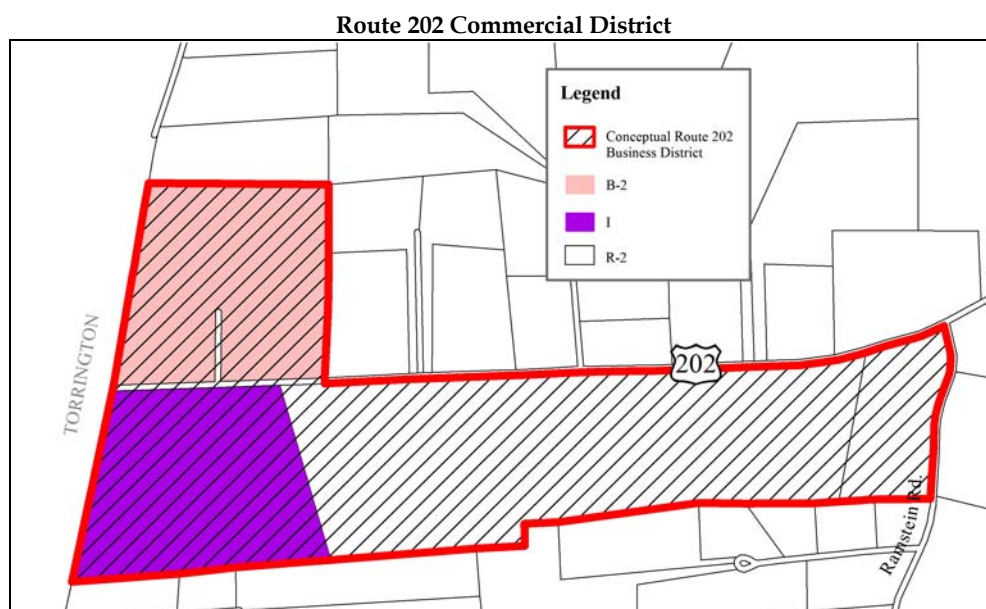 Route 202 Commercial District
Legend
Conceptual Route 202
Business District
B-2
I
R-2
TORRINGTON
202
Ramstein Rd.